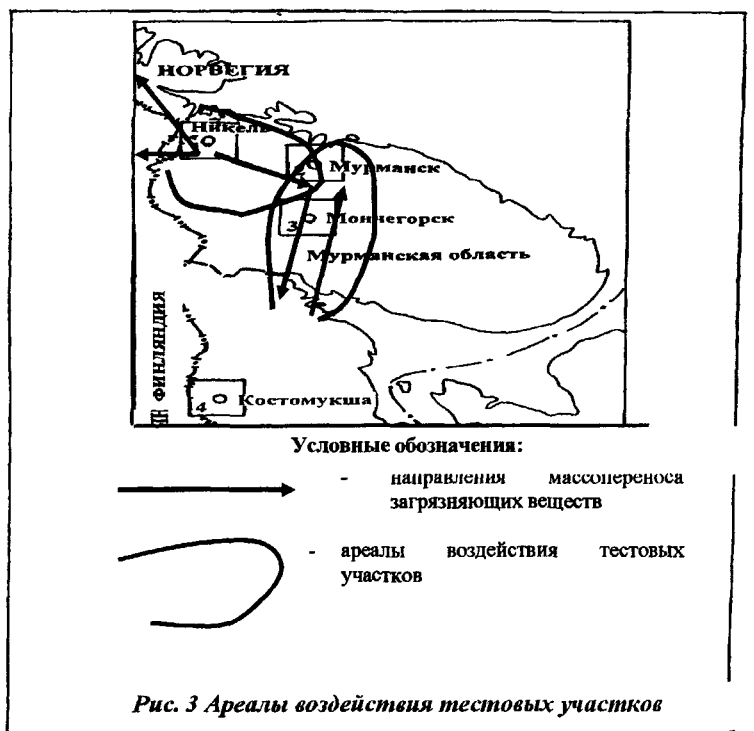 НОРВЕГИЯ
Никель
Мурманск
3 Мончегорск
Мурманская область
ФИНЛЯНДИЯ
4 Костомукша
Условные обозначения:
- направления массопереноса
загрязняющих веществ
- ареалы воздействия тестовых
участков
Рис. 3 Ареалы воздействия тестовых участков